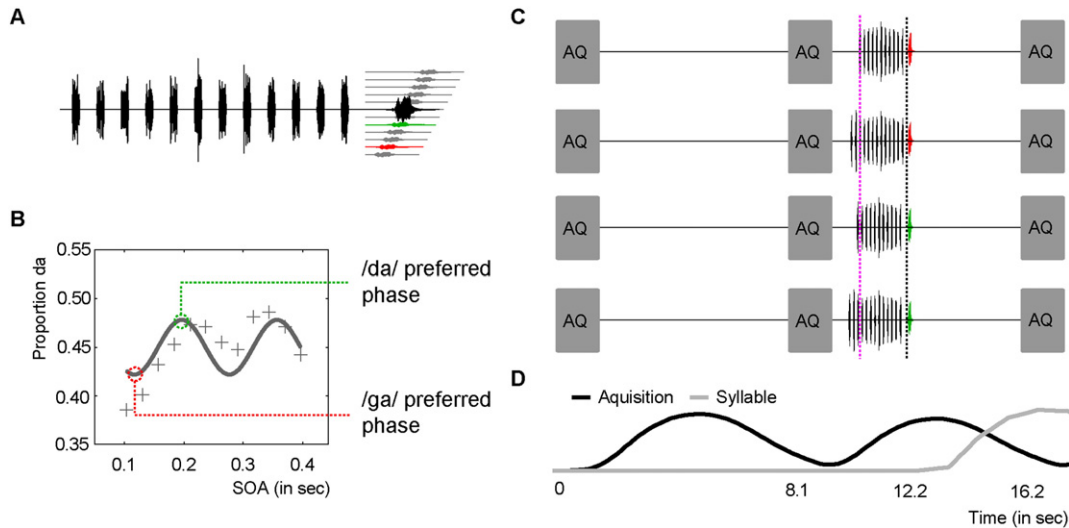 A
B
0.55
0.50
0.45
0.40
0.35
Proportion da
0.1 0.2 0.3 0.4
SOA (in sec)
/da/ preferred
phase
/ga/ preferred
phase
C
AQ AQ AQ
AQ AQ AQ
AQ AQ AQ
AQ AQ AQ
D
Aquisition Syllable
0 8.1 12.2 16.2
Time (in sec)